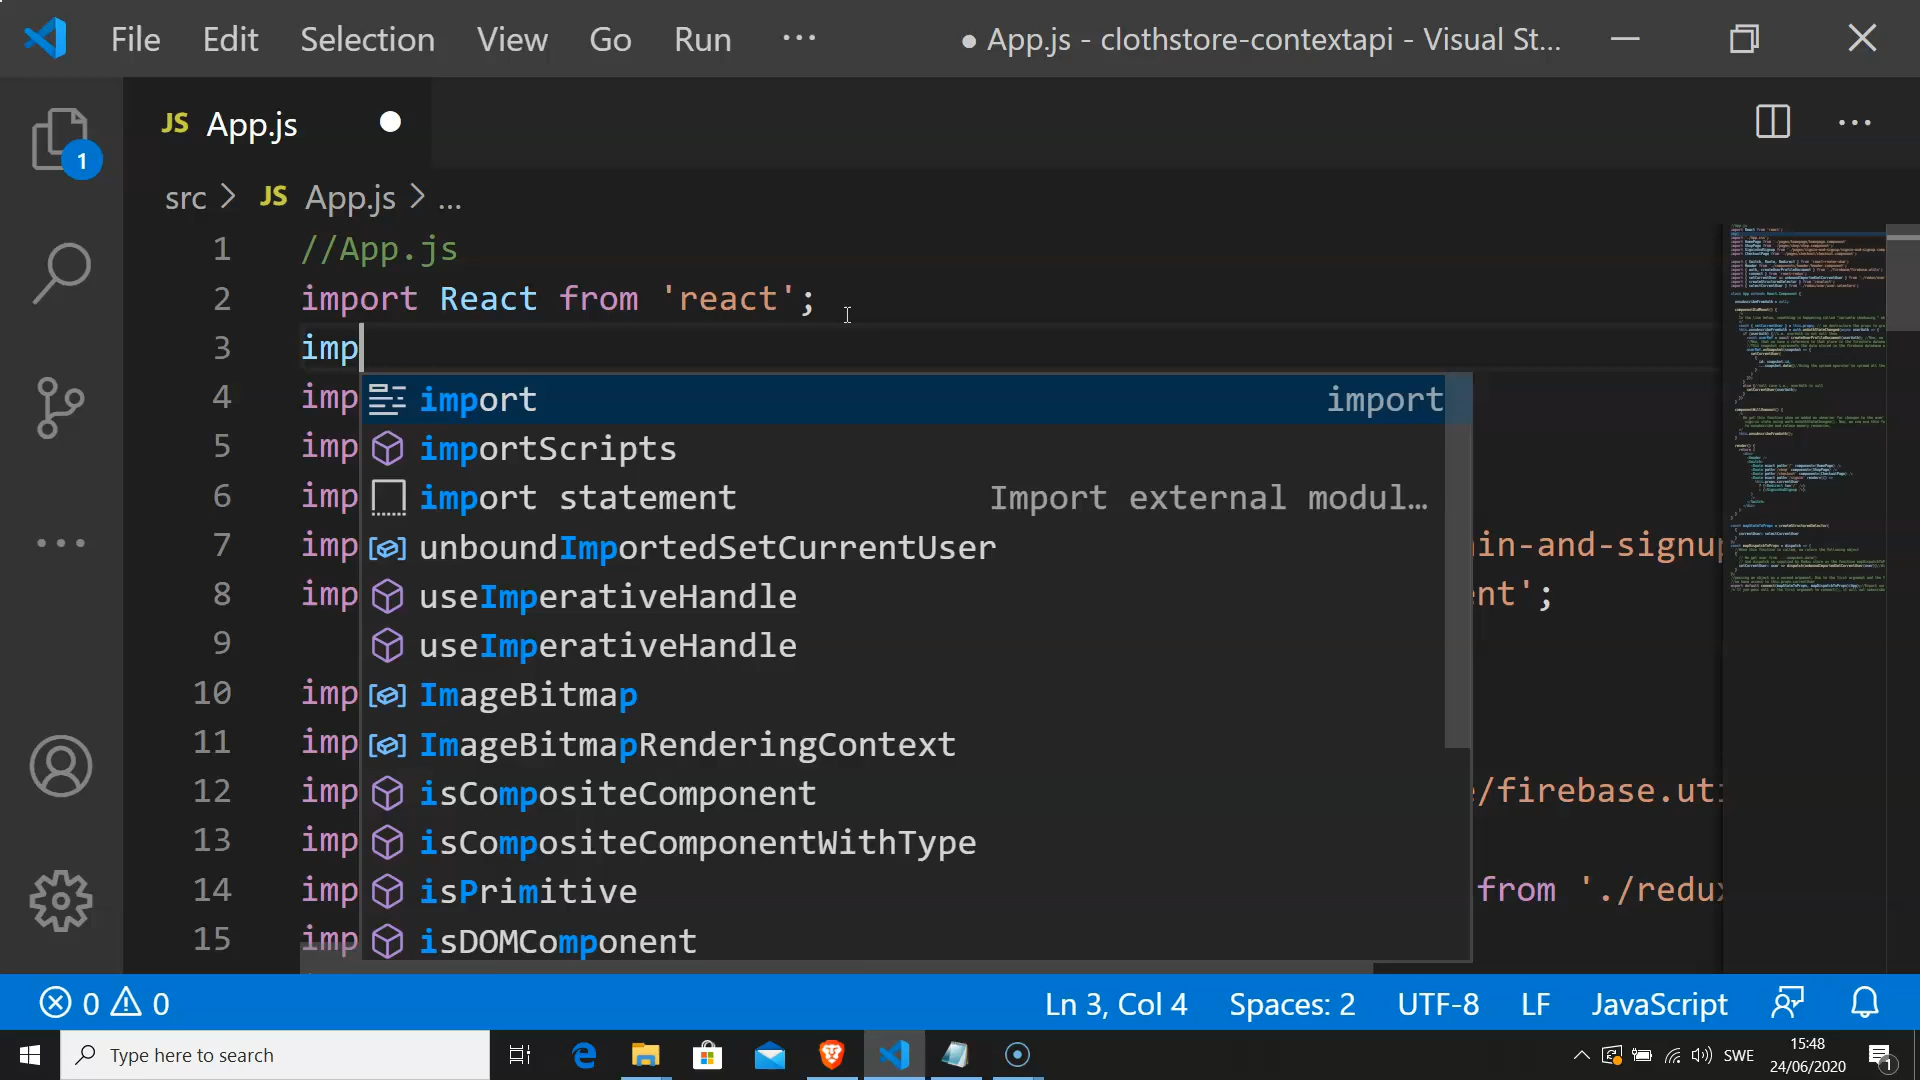 File Edit Selection View Go Run ... ● App.js - clothstore-contextapi - Visual St...
JS App.js
1
src > JS App.js > ...
1 //App.js
2 import React from 'react';
3 imp
4 imp
import import
5 imp
importScripts
6 imp
import statement Import external modul...
7 imp
unboundImportedSetCurrentUser
in-and-signup
8 imp
useImperativeHandle
nt';
9
useImperativeHandle
10 imp
ImageBitmap
11 imp
ImageBitmapRenderingContext
12 imp
isCompositeComponent
/firebase.uti
13 imp
isCompositeComponentWithType
14 imp
isPrimitive
from './redux
15 imp
isDOMComponent
0 0 Ln 3, Col 4 Spaces: 2 UTF-8 LF JavaScript
Type here to search
SWE
15:48
24/06/2020
1